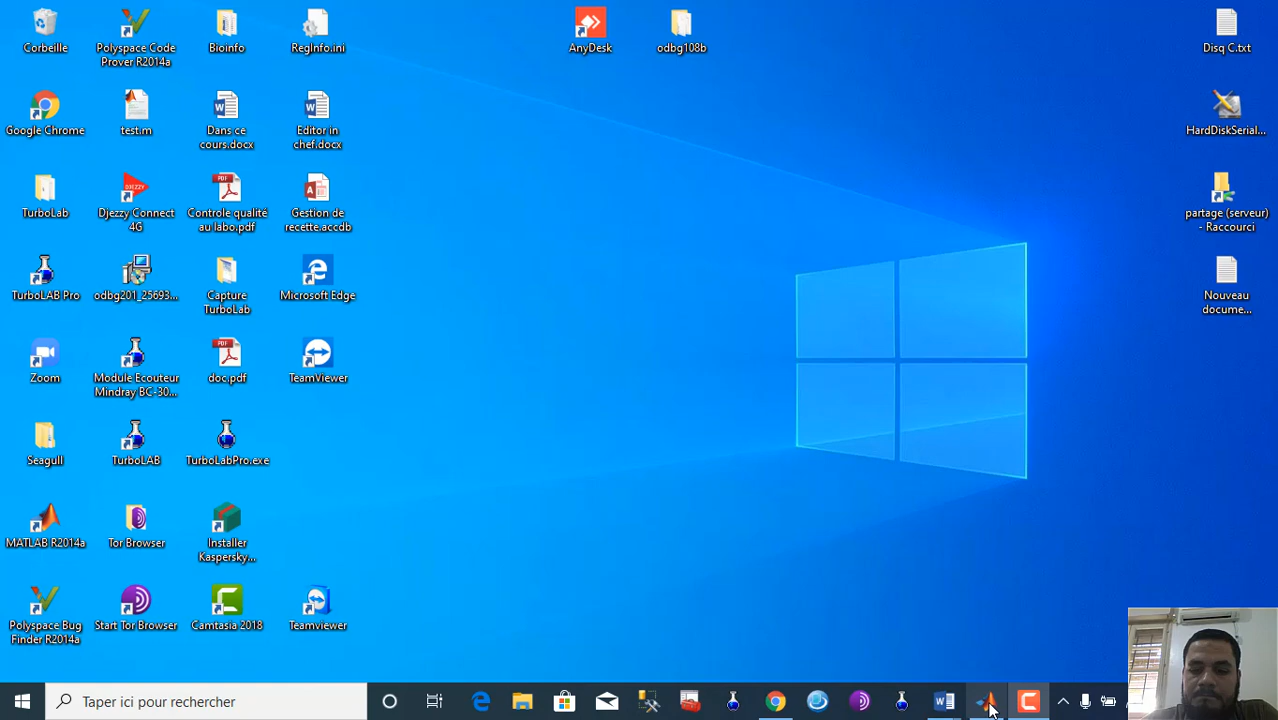 Corbeille
Polyspace Code
Prover R2014a
Bioinfo
RegInfo.ini
AnyDesk
odbg108b
Disq C.txt
Google Chrome
test.m
Dans ce
cours.docx
Editor in
chef.docx
HardDiskSerial...
TurboLab
DJEZZY
Djezzy Connect
4G
Controle qualité
au labo.pdf
Gestion de
recette.accdb
partage (serveur)
- Raccourci
TurboLAB Pro
odbg201_25693...
Capture
TurboLab
Microsoft Edge
Nouveau
docume...
Zoom
Module Ecouteur
Mindray BC-30...
doc.pdf
TeamViewer
Seagull
TurboLAB
TurboLabPro.exe
MATLAB R2014a
Tor Browser
Installer
Kaspersky...
Polyspace Bug
Finder R2014a
Start Tor Browser
Camtasia 2018
Teamviewer
Taper ici pour rechercher